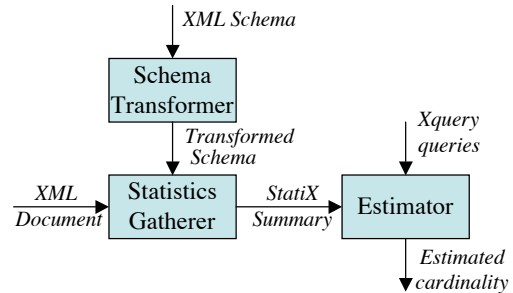 XML Schema
Schema
Transformer
Transformed
Schema
Xquery
queries
XML
Document
Statistics
Gatherer
StatiX
Summary
Estimator
Estimated
cardinality